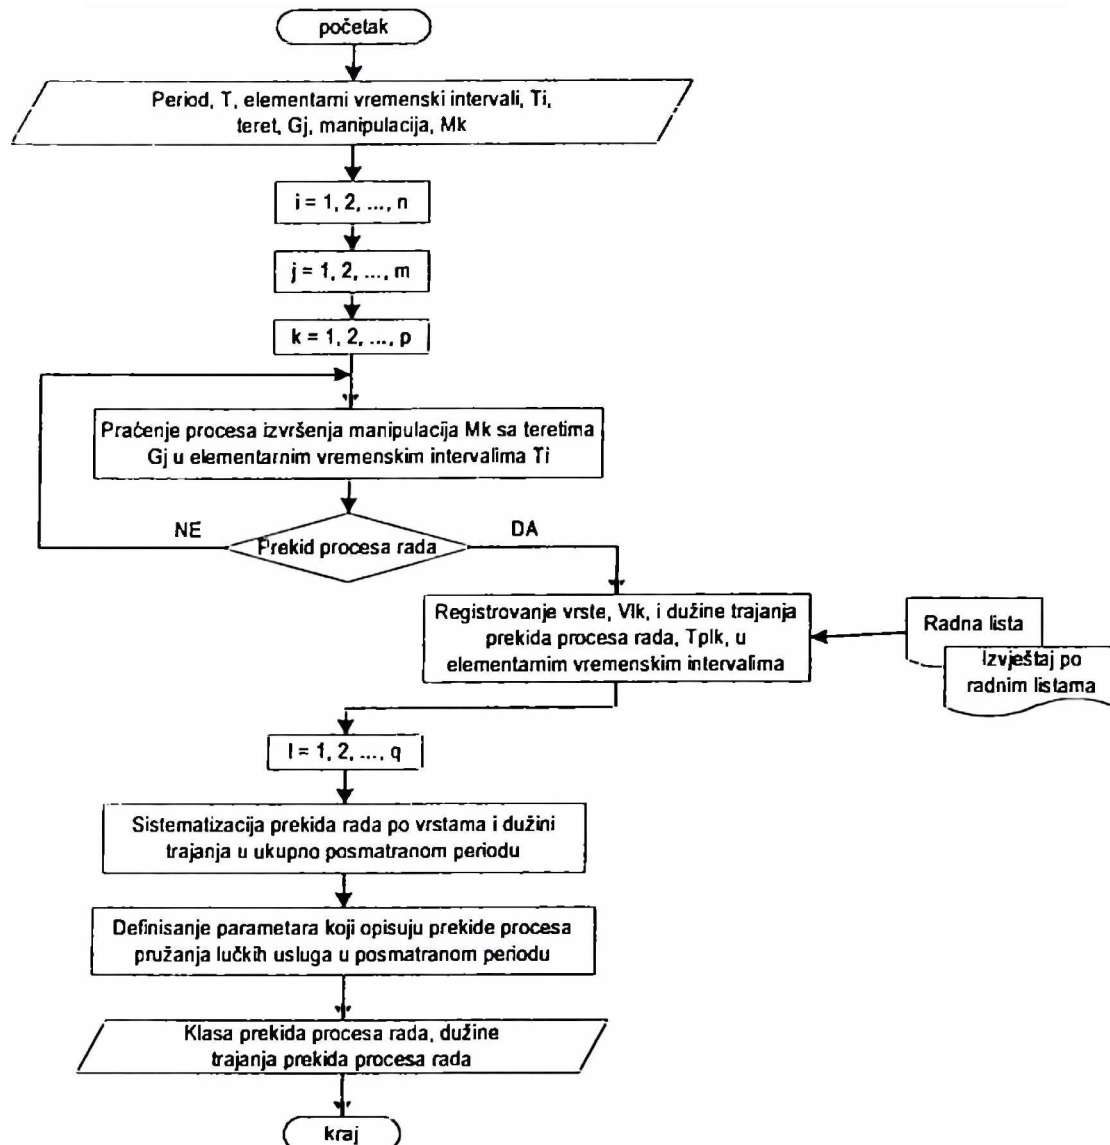 početak
Period, T, elementarni vremenski intervali, Ti,
teret, Gj, manipulacija, Mk
i = 1, 2, ..., n
j = 1, 2, ..., m
k = 1, 2, ..., p
Praćenje procesa izvršenja manipulacija Mk sa teretima
Gj u elementarnim vremenskim intervalima Ti
NE
Prekid procesa rada
DA
Registrovanje vrste, Vlk, i dužine trajanja
prekida procesa rada, Tplk, u
elementarnim vremenskim intervalima
Radna lista
Izvještaj po
radnim listama
l = 1, 2, ..., q
Sistematizacija prekida rada po vrstama i dužini
trajanja u ukupno posmatranom periodu
Definisanje parametara koji opisuju prekide procesa
pružanja lučkih usluga u posmatranom periodu
Klasa prekida procesa rada, dužine
trajanja prekida procesa rada
kraj